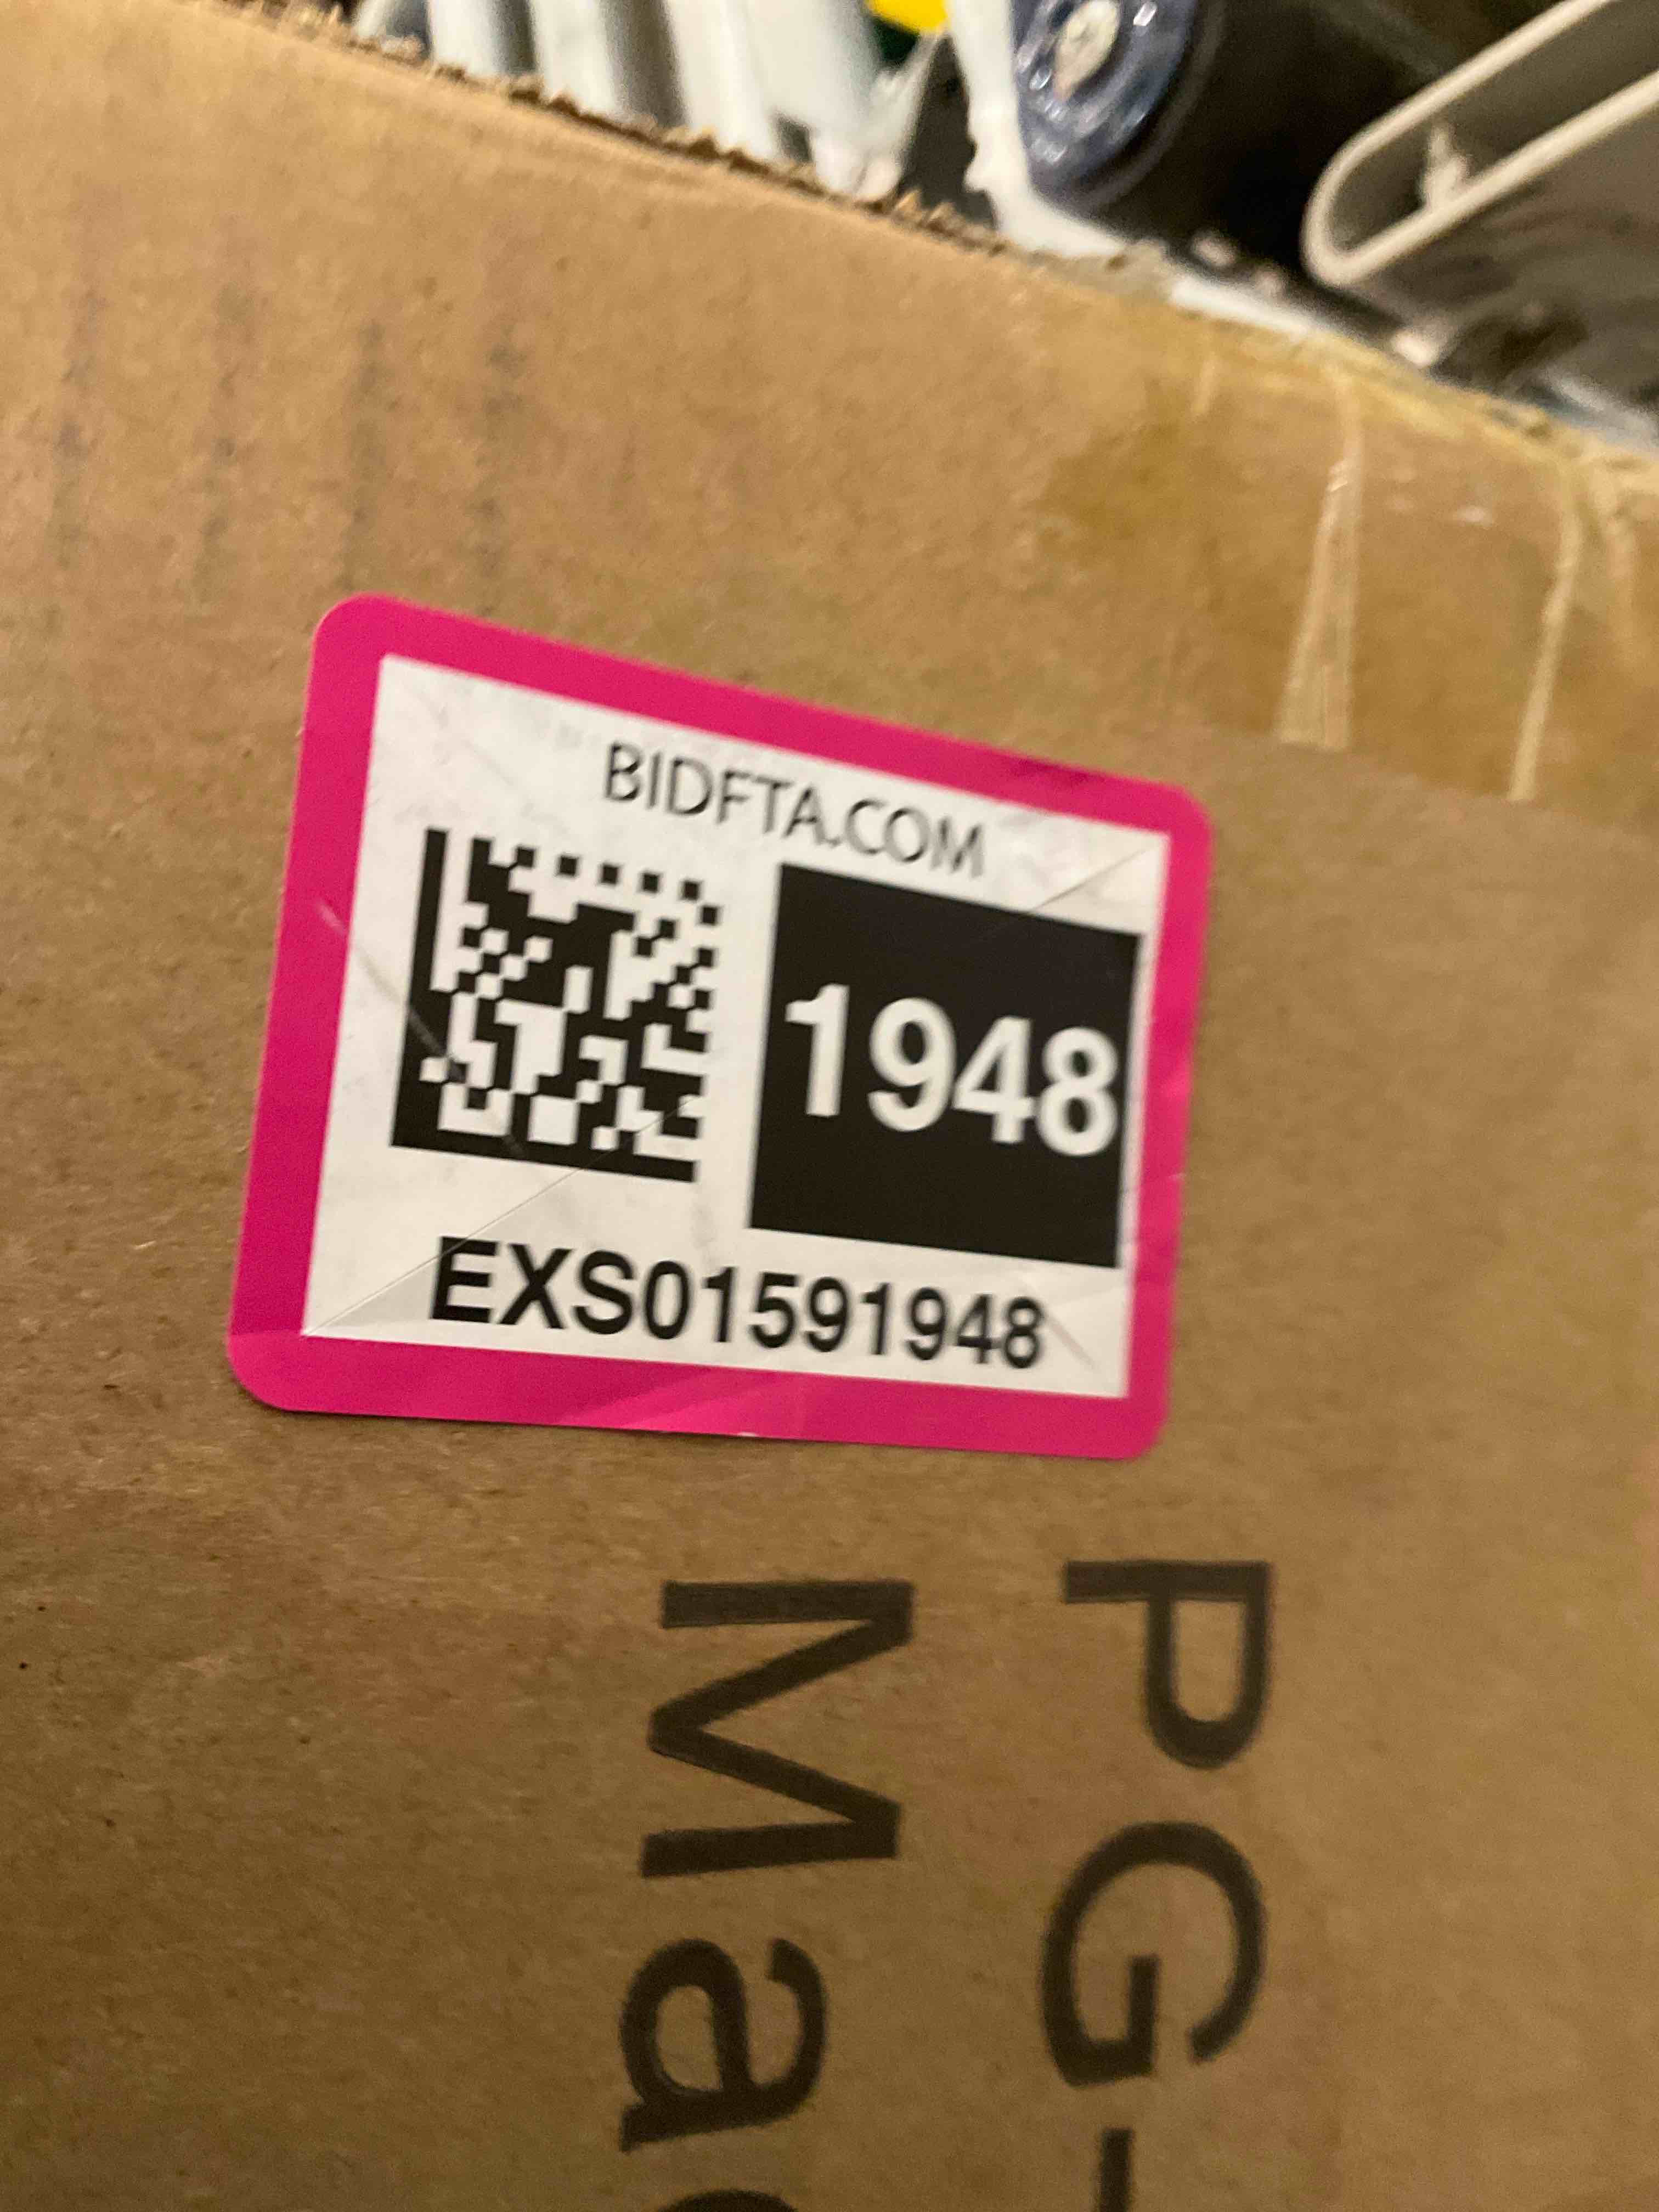 BIDFTA.COM
1948
EXS01591948
PG-
Ma